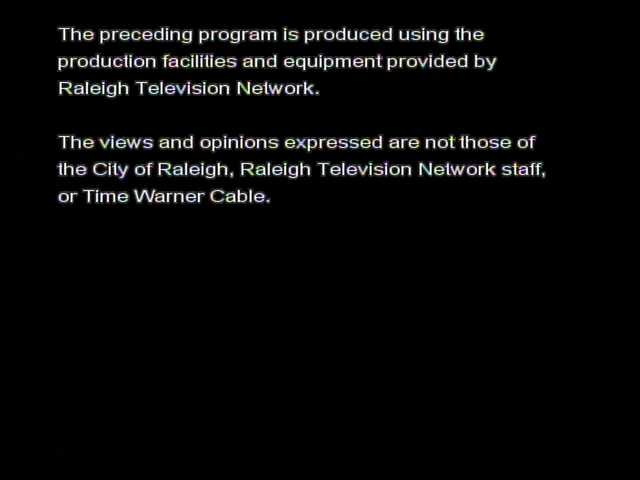 The preceding program is produced using the
production facilities and equipment provided by
Raleigh Television Network.
The views and opinions expressed are not those of
the City of Raleigh, Raleigh Television Network staff,
or Time Warner Cable.